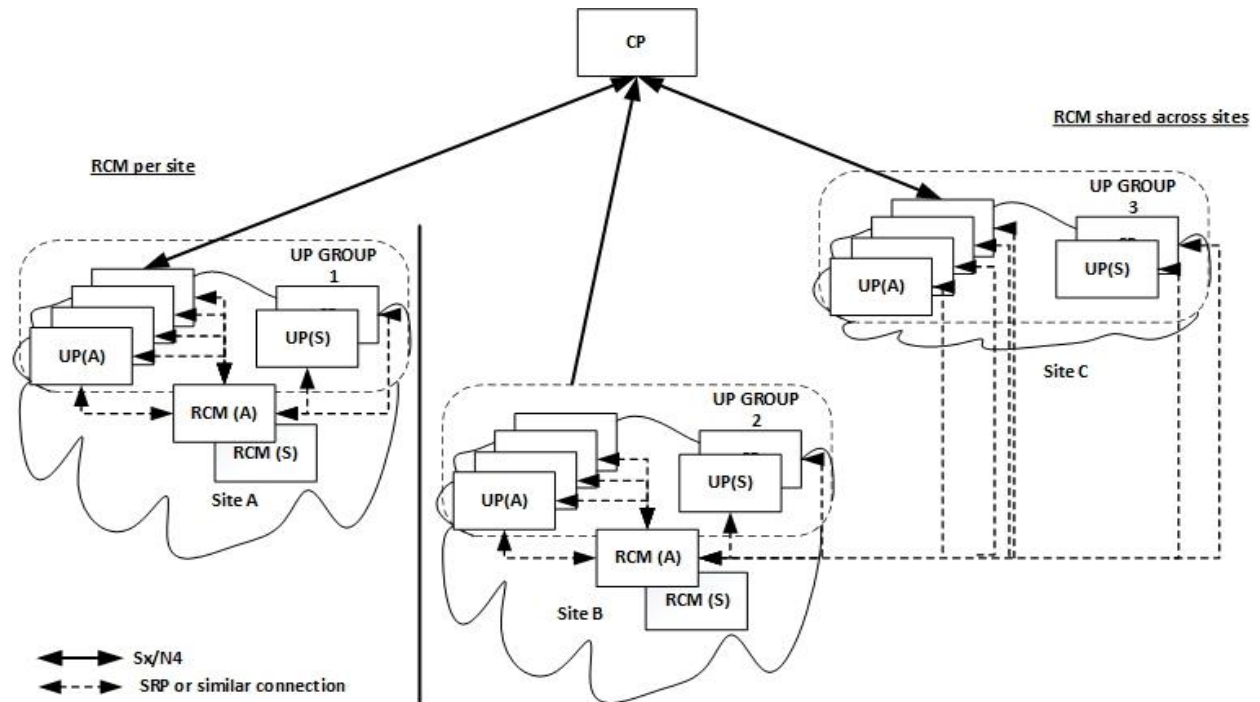 CP
RCM shared across sites
RCM per site
UP GROUP
3
UP(S)
UP(A)
Site C
UP GROUP
1
UP(S)
UP(A)
RCM (A)
RCM (S)
Site A
UP GROUP
2
UP(S)
UP(A)
RCM (A)
RCM (S)
Site B
Sx/N4
SRP or similar connection